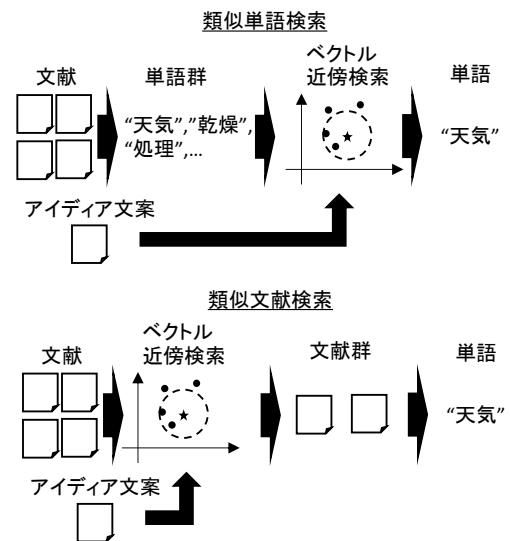 類似単語検索
文献
単語群
ベクトル
近傍検索
単語
“天気”,”乾燥”,
“処理”,...
“天気”
アイディア文案
類似文献検索
文献
ベクトル
近傍検索
文献群
単語
“天気”
アイディア文案